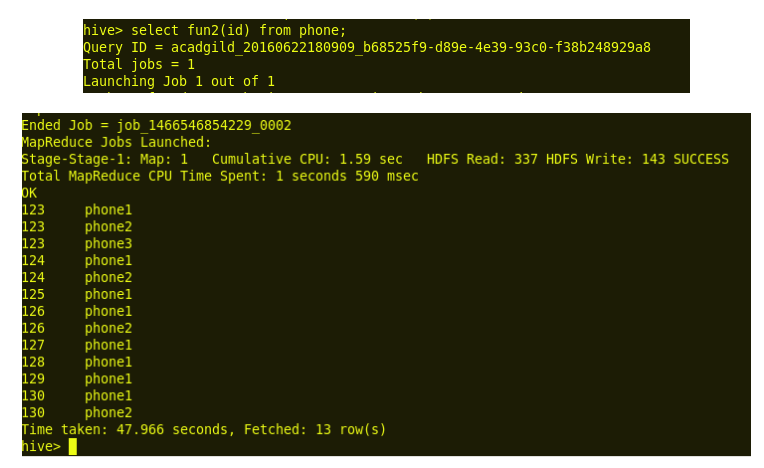 hive> select fun2(id) from phone;
Query ID = acadgild_20160622180909_b68525f9-d89e-4e39-93c0-f38b248929a8
Total jobs = 1
Launching Job 1 out of 1
Ended Job = job_1466546854229_0002
MapReduce Jobs Launched:
Stage-Stage-1: Map: 1   Cumulative CPU: 1.59 sec   HDFS Read: 337 HDFS Write: 143 SUCCESS
Total MapReduce CPU Time Spent: 1 seconds 590 msec
OK
123     phone1
123     phone2
123     phone3
124     phone1
124     phone2
125     phone1
126     phone1
126     phone2
127     phone1
128     phone1
129     phone1
130     phone1
130     phone2
Time taken: 47.966 seconds, Fetched: 13 row(s)
hive>